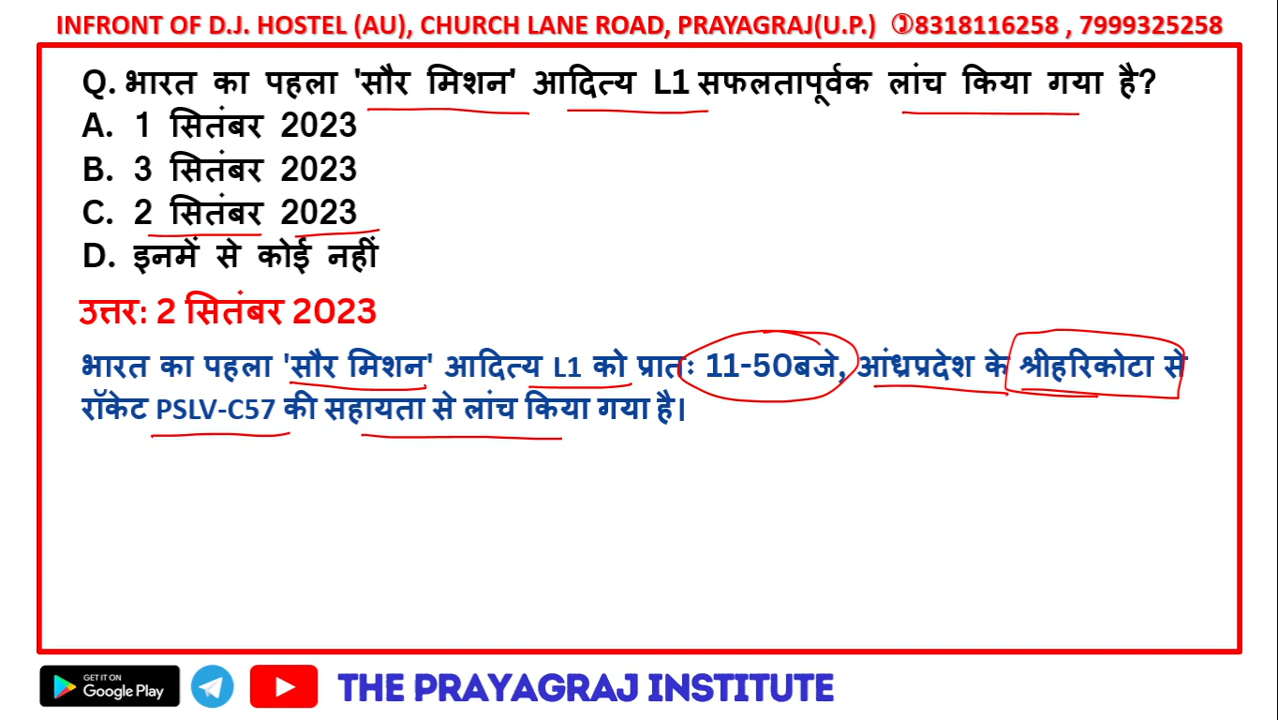 INFRONT OF D.J. HOSTEL (AU), CHURCH LANE ROAD, PRAYAGRAJ(U.P.) ✆8318116258 , 7999325258
Q. भारत का पहला 'सौर मिशन' आदित्य L1 सफलतापूर्वक लांच किया गया है?
A. 1 सितंबर 2023
B. 3 सितंबर 2023
C. 2 सितंबर 2023
D. इनमें से कोई नहीं
उत्तर: 2 सितंबर 2023
भारत का पहला 'सौर मिशन' आदित्य L1 को प्रातः 11-50बजे, आंध्रप्रदेश के श्रीहरिकोटा से
रॉकेट PSLV-C57 की सहायता से लांच किया गया है।
GET IT ON
Google Play
THE PRAYAGRAJ INSTITUTE